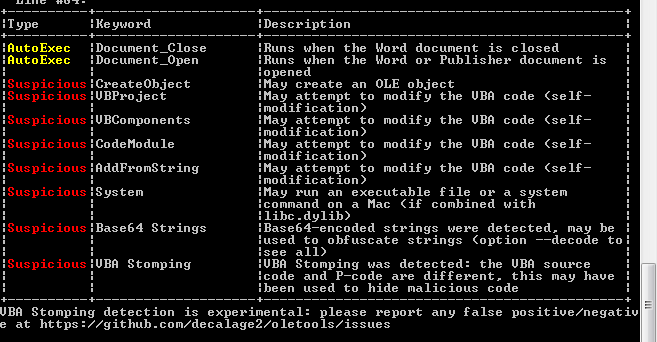 Line #64:
Type Keyword Description
AutoExec Document_Close Runs when the Word document is closed
AutoExec Document_Open Runs when the Word or Publisher document is
opened
Suspicious CreateObject May create an OLE object
Suspicious VBProject May attempt to modify the VBA code (self-
modification)
Suspicious VBComponents May attempt to modify the VBA code (self-
modification)
Suspicious CodeModule May attempt to modify the VBA code (self-
modification)
Suspicious AddFromString May attempt to modify the VBA code (self-
modification)
Suspicious System May run an executable file or a system
command on a Mac (if combined with
libc.dylib)
Suspicious Base64 Strings Base64-encoded strings were detected, may be
used to obfuscate strings (option --decode to
see all)
Suspicious VBA Stomping VBA Stomping was detected: the VBA source
code and P-code are different, this may have
been used to hide malicious code
VBA Stomping detection is experimental: please report any false positive/negativ
e at https://github.com/decalage2/oletools/issues